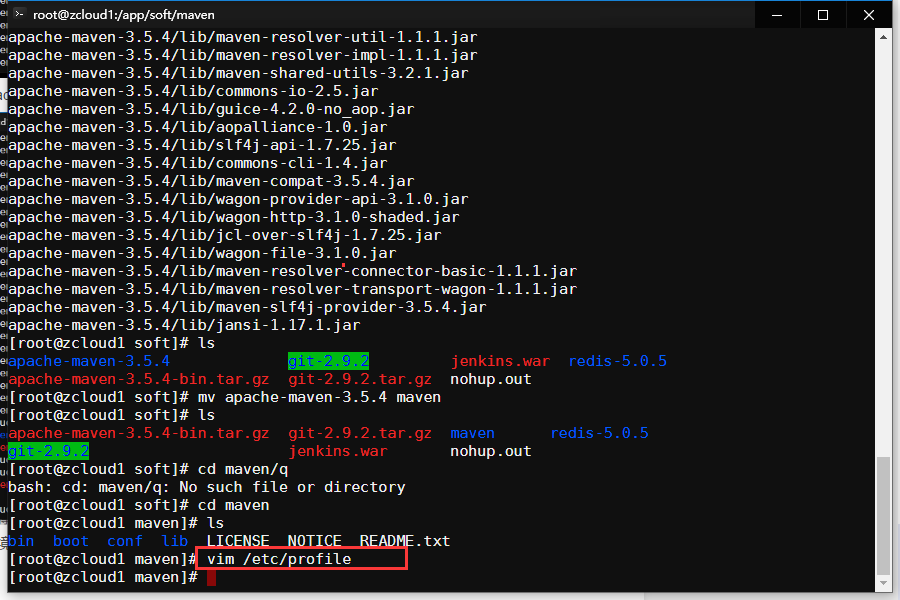 root@zcloud1:/app/soft/maven
apache-maven-3.5.4/lib/maven-resolver-util-1.1.1.jar
apache-maven-3.5.4/lib/maven-resolver-impl-1.1.1.jar
apache-maven-3.5.4/lib/maven-shared-utils-3.2.1.jar
apache-maven-3.5.4/lib/commons-io-2.5.jar
apache-maven-3.5.4/lib/guice-4.2.0-no_aop.jar
apache-maven-3.5.4/lib/aopalliance-1.0.jar
apache-maven-3.5.4/lib/slf4j-api-1.7.25.jar
apache-maven-3.5.4/lib/commons-cli-1.4.jar
apache-maven-3.5.4/lib/maven-compat-3.5.4.jar
apache-maven-3.5.4/lib/wagon-provider-api-3.1.0.jar
apache-maven-3.5.4/lib/wagon-http-3.1.0-shaded.jar
apache-maven-3.5.4/lib/jcl-over-slf4j-1.7.25.jar
apache-maven-3.5.4/lib/wagon-file-3.1.0.jar
apache-maven-3.5.4/lib/maven-resolver-connector-basic-1.1.1.jar
apache-maven-3.5.4/lib/maven-resolver-transport-wagon-1.1.1.jar
apache-maven-3.5.4/lib/maven-slf4j-provider-3.5.4.jar
apache-maven-3.5.4/lib/jansi-1.17.1.jar
[root@zcloud1 soft]# ls
apache-maven-3.5.4 git-2.9.2 jenkins.war redis-5.0.5
apache-maven-3.5.4-bin.tar.gz git-2.9.2.tar.gz nohup.out
[root@zcloud1 soft]# mv apache-maven-3.5.4 maven
[root@zcloud1 soft]# ls
apache-maven-3.5.4-bin.tar.gz git-2.9.2.tar.gz maven redis-5.0.5
git-2.9.2 jenkins.war nohup.out
[root@zcloud1 soft]# cd maven/q
bash: cd: maven/q: No such file or directory
[root@zcloud1 soft]# cd maven
[root@zcloud1 maven]# ls
bin boot conf lib LICENSE NOTICE README.txt
[root@zcloud1 maven]# vim /etc/profile
[root@zcloud1 maven]#